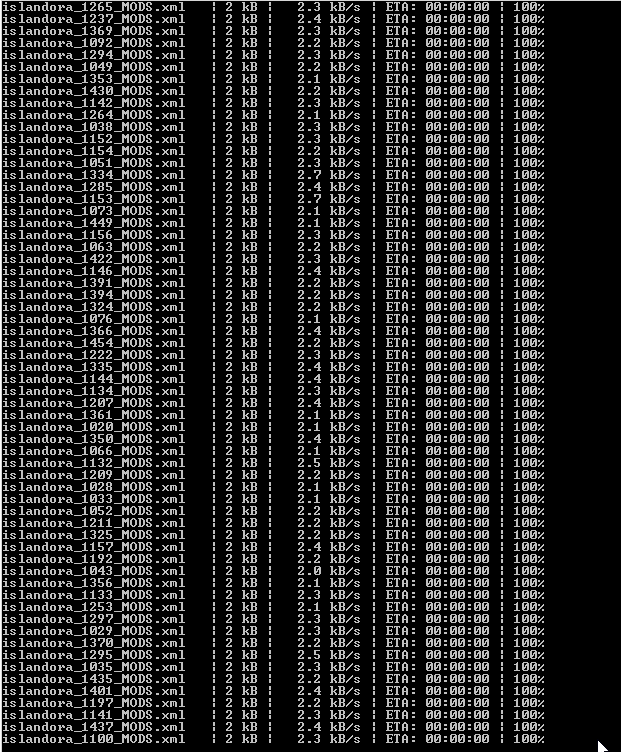 islandora_1265_MODS.xml   | 2 kB |   2.3 kB/s | ETA: 00:00:00 | 100%
islandora_1237_MODS.xml   | 2 kB |   2.4 kB/s | ETA: 00:00:00 | 100%
islandora_1369_MODS.xml   | 2 kB |   2.3 kB/s | ETA: 00:00:00 | 100%
islandora_1092_MODS.xml   | 2 kB |   2.2 kB/s | ETA: 00:00:00 | 100%
islandora_1294_MODS.xml   | 2 kB |   2.3 kB/s | ETA: 00:00:00 | 100%
islandora_1049_MODS.xml   | 2 kB |   2.2 kB/s | ETA: 00:00:00 | 100%
islandora_1353_MODS.xml   | 2 kB |   2.1 kB/s | ETA: 00:00:00 | 100%
islandora_1430_MODS.xml   | 2 kB |   2.2 kB/s | ETA: 00:00:00 | 100%
islandora_1142_MODS.xml   | 2 kB |   2.3 kB/s | ETA: 00:00:00 | 100%
islandora_1264_MODS.xml   | 2 kB |   2.1 kB/s | ETA: 00:00:00 | 100%
islandora_1038_MODS.xml   | 2 kB |   2.3 kB/s | ETA: 00:00:00 | 100%
islandora_1152_MODS.xml   | 2 kB |   2.3 kB/s | ETA: 00:00:00 | 100%
islandora_1154_MODS.xml   | 2 kB |   2.2 kB/s | ETA: 00:00:00 | 100%
islandora_1051_MODS.xml   | 2 kB |   2.3 kB/s | ETA: 00:00:00 | 100%
islandora_1334_MODS.xml   | 2 kB |   2.7 kB/s | ETA: 00:00:00 | 100%
islandora_1285_MODS.xml   | 2 kB |   2.4 kB/s | ETA: 00:00:00 | 100%
islandora_1153_MODS.xml   | 2 kB |   2.7 kB/s | ETA: 00:00:00 | 100%
islandora_1073_MODS.xml   | 2 kB |   2.1 kB/s | ETA: 00:00:00 | 100%
islandora_1449_MODS.xml   | 2 kB |   2.1 kB/s | ETA: 00:00:00 | 100%
islandora_1156_MODS.xml   | 2 kB |   2.3 kB/s | ETA: 00:00:00 | 100%
islandora_1063_MODS.xml   | 2 kB |   2.2 kB/s | ETA: 00:00:00 | 100%
islandora_1422_MODS.xml   | 2 kB |   2.3 kB/s | ETA: 00:00:00 | 100%
islandora_1146_MODS.xml   | 2 kB |   2.4 kB/s | ETA: 00:00:00 | 100%
islandora_1391_MODS.xml   | 2 kB |   2.2 kB/s | ETA: 00:00:00 | 100%
islandora_1394_MODS.xml   | 2 kB |   2.2 kB/s | ETA: 00:00:00 | 100%
islandora_1324_MODS.xml   | 2 kB |   2.2 kB/s | ETA: 00:00:00 | 100%
islandora_1076_MODS.xml   | 2 kB |   2.1 kB/s | ETA: 00:00:00 | 100%
islandora_1366_MODS.xml   | 2 kB |   2.4 kB/s | ETA: 00:00:00 | 100%
islandora_1454_MODS.xml   | 2 kB |   2.2 kB/s | ETA: 00:00:00 | 100%
islandora_1222_MODS.xml   | 2 kB |   2.3 kB/s | ETA: 00:00:00 | 100%
islandora_1335_MODS.xml   | 2 kB |   2.4 kB/s | ETA: 00:00:00 | 100%
islandora_1144_MODS.xml   | 2 kB |   2.4 kB/s | ETA: 00:00:00 | 100%
islandora_1134_MODS.xml   | 2 kB |   2.3 kB/s | ETA: 00:00:00 | 100%
islandora_1207_MODS.xml   | 2 kB |   2.4 kB/s | ETA: 00:00:00 | 100%
islandora_1361_MODS.xml   | 2 kB |   2.1 kB/s | ETA: 00:00:00 | 100%
islandora_1020_MODS.xml   | 2 kB |   2.1 kB/s | ETA: 00:00:00 | 100%
islandora_1350_MODS.xml   | 2 kB |   2.4 kB/s | ETA: 00:00:00 | 100%
islandora_1066_MODS.xml   | 2 kB |   2.1 kB/s | ETA: 00:00:00 | 100%
islandora_1132_MODS.xml   | 2 kB |   2.5 kB/s | ETA: 00:00:00 | 100%
islandora_1209_MODS.xml   | 2 kB |   2.2 kB/s | ETA: 00:00:00 | 100%
islandora_1028_MODS.xml   | 2 kB |   2.1 kB/s | ETA: 00:00:00 | 100%
islandora_1033_MODS.xml   | 2 kB |   2.1 kB/s | ETA: 00:00:00 | 100%
islandora_1052_MODS.xml   | 2 kB |   2.2 kB/s | ETA: 00:00:00 | 100%
islandora_1211_MODS.xml   | 2 kB |   2.2 kB/s | ETA: 00:00:00 | 100%
islandora_1325_MODS.xml   | 2 kB |   2.2 kB/s | ETA: 00:00:00 | 100%
islandora_1157_MODS.xml   | 2 kB |   2.4 kB/s | ETA: 00:00:00 | 100%
islandora_1192_MODS.xml   | 2 kB |   2.2 kB/s | ETA: 00:00:00 | 100%
islandora_1043_MODS.xml   | 2 kB |   2.0 kB/s | ETA: 00:00:00 | 100%
islandora_1356_MODS.xml   | 2 kB |   2.1 kB/s | ETA: 00:00:00 | 100%
islandora_1133_MODS.xml   | 2 kB |   2.3 kB/s | ETA: 00:00:00 | 100%
islandora_1253_MODS.xml   | 2 kB |   2.1 kB/s | ETA: 00:00:00 | 100%
islandora_1297_MODS.xml   | 2 kB |   2.3 kB/s | ETA: 00:00:00 | 100%
islandora_1029_MODS.xml   | 2 kB |   2.3 kB/s | ETA: 00:00:00 | 100%
islandora_1370_MODS.xml   | 2 kB |   2.2 kB/s | ETA: 00:00:00 | 100%
islandora_1295_MODS.xml   | 2 kB |   2.5 kB/s | ETA: 00:00:00 | 100%
islandora_1035_MODS.xml   | 2 kB |   2.3 kB/s | ETA: 00:00:00 | 100%
islandora_1435_MODS.xml   | 2 kB |   2.2 kB/s | ETA: 00:00:00 | 100%
islandora_1401_MODS.xml   | 2 kB |   2.4 kB/s | ETA: 00:00:00 | 100%
islandora_1197_MODS.xml   | 2 kB |   2.2 kB/s | ETA: 00:00:00 | 100%
islandora_1141_MODS.xml   | 2 kB |   2.3 kB/s | ETA: 00:00:00 | 100%
islandora_1437_MODS.xml   | 2 kB |   2.4 kB/s | ETA: 00:00:00 | 100%
islandora_1100_MODS.xml   | 2 kB |   2.3 kB/s | ETA: 00:00:00 | 100%